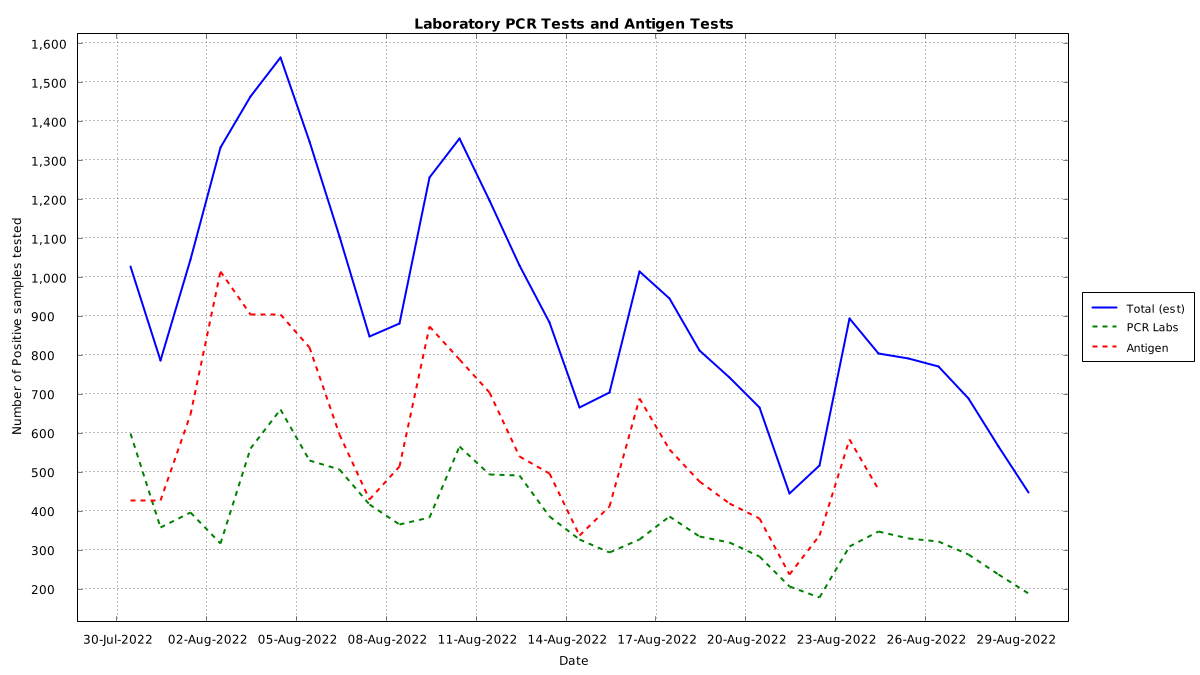 Laboratory PCR Tests and Antigen Tests
Number of Positive samples tested
1,600
1,500
1,400
1,300
1,200
1,100
1,000
900
800
700
600
500
400
300
200
30-Jul-2022 02-Aug-2022 05-Aug-2022 08-Aug-2022 11-Aug-2022 14-Aug-2022 17-Aug-2022 20-Aug-2022 23-Aug-2022 26-Aug-2022 29-Aug-2022
Date
Total (est)
PCR Labs
Antigen